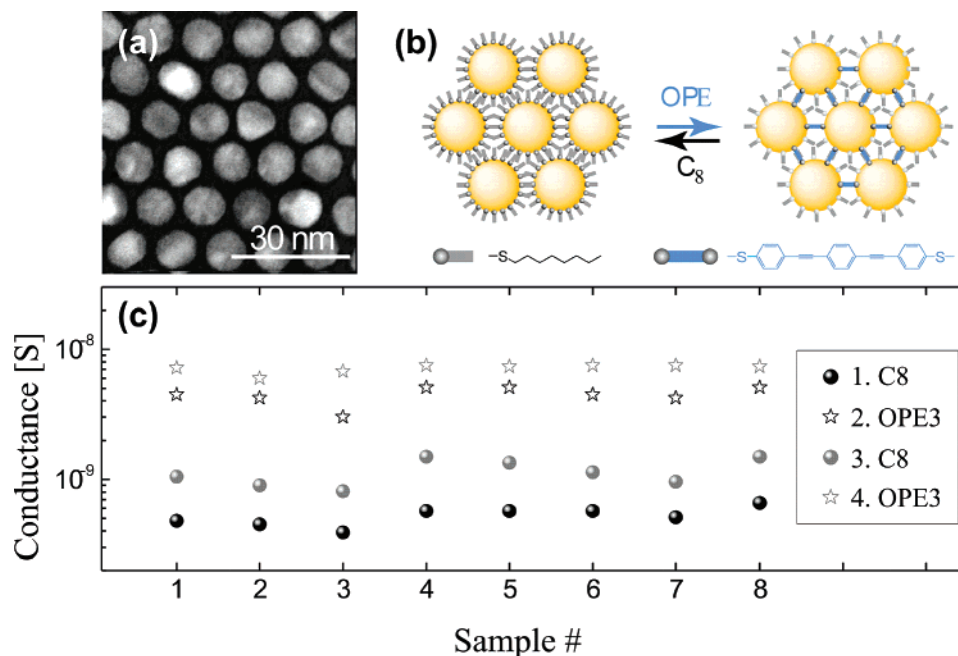 (a)
30 nm
(b)
OPE
C₈
-S
-S
S-
(c)
Conductance [S]
10⁻⁸
10⁻⁹
1. C8
2. OPE3
3. C8
4. OPE3
1 2 3 4 5 6 7 8
Sample #